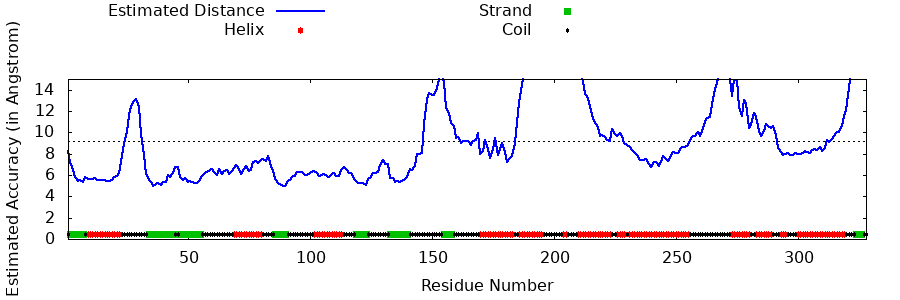 Estimated Distance
Strand
Helix
Coil
Estimated Accuracy (in Angstrom)
14
12
10
8
6
4
2
0
50
100
150
200
250
300
Residue Number